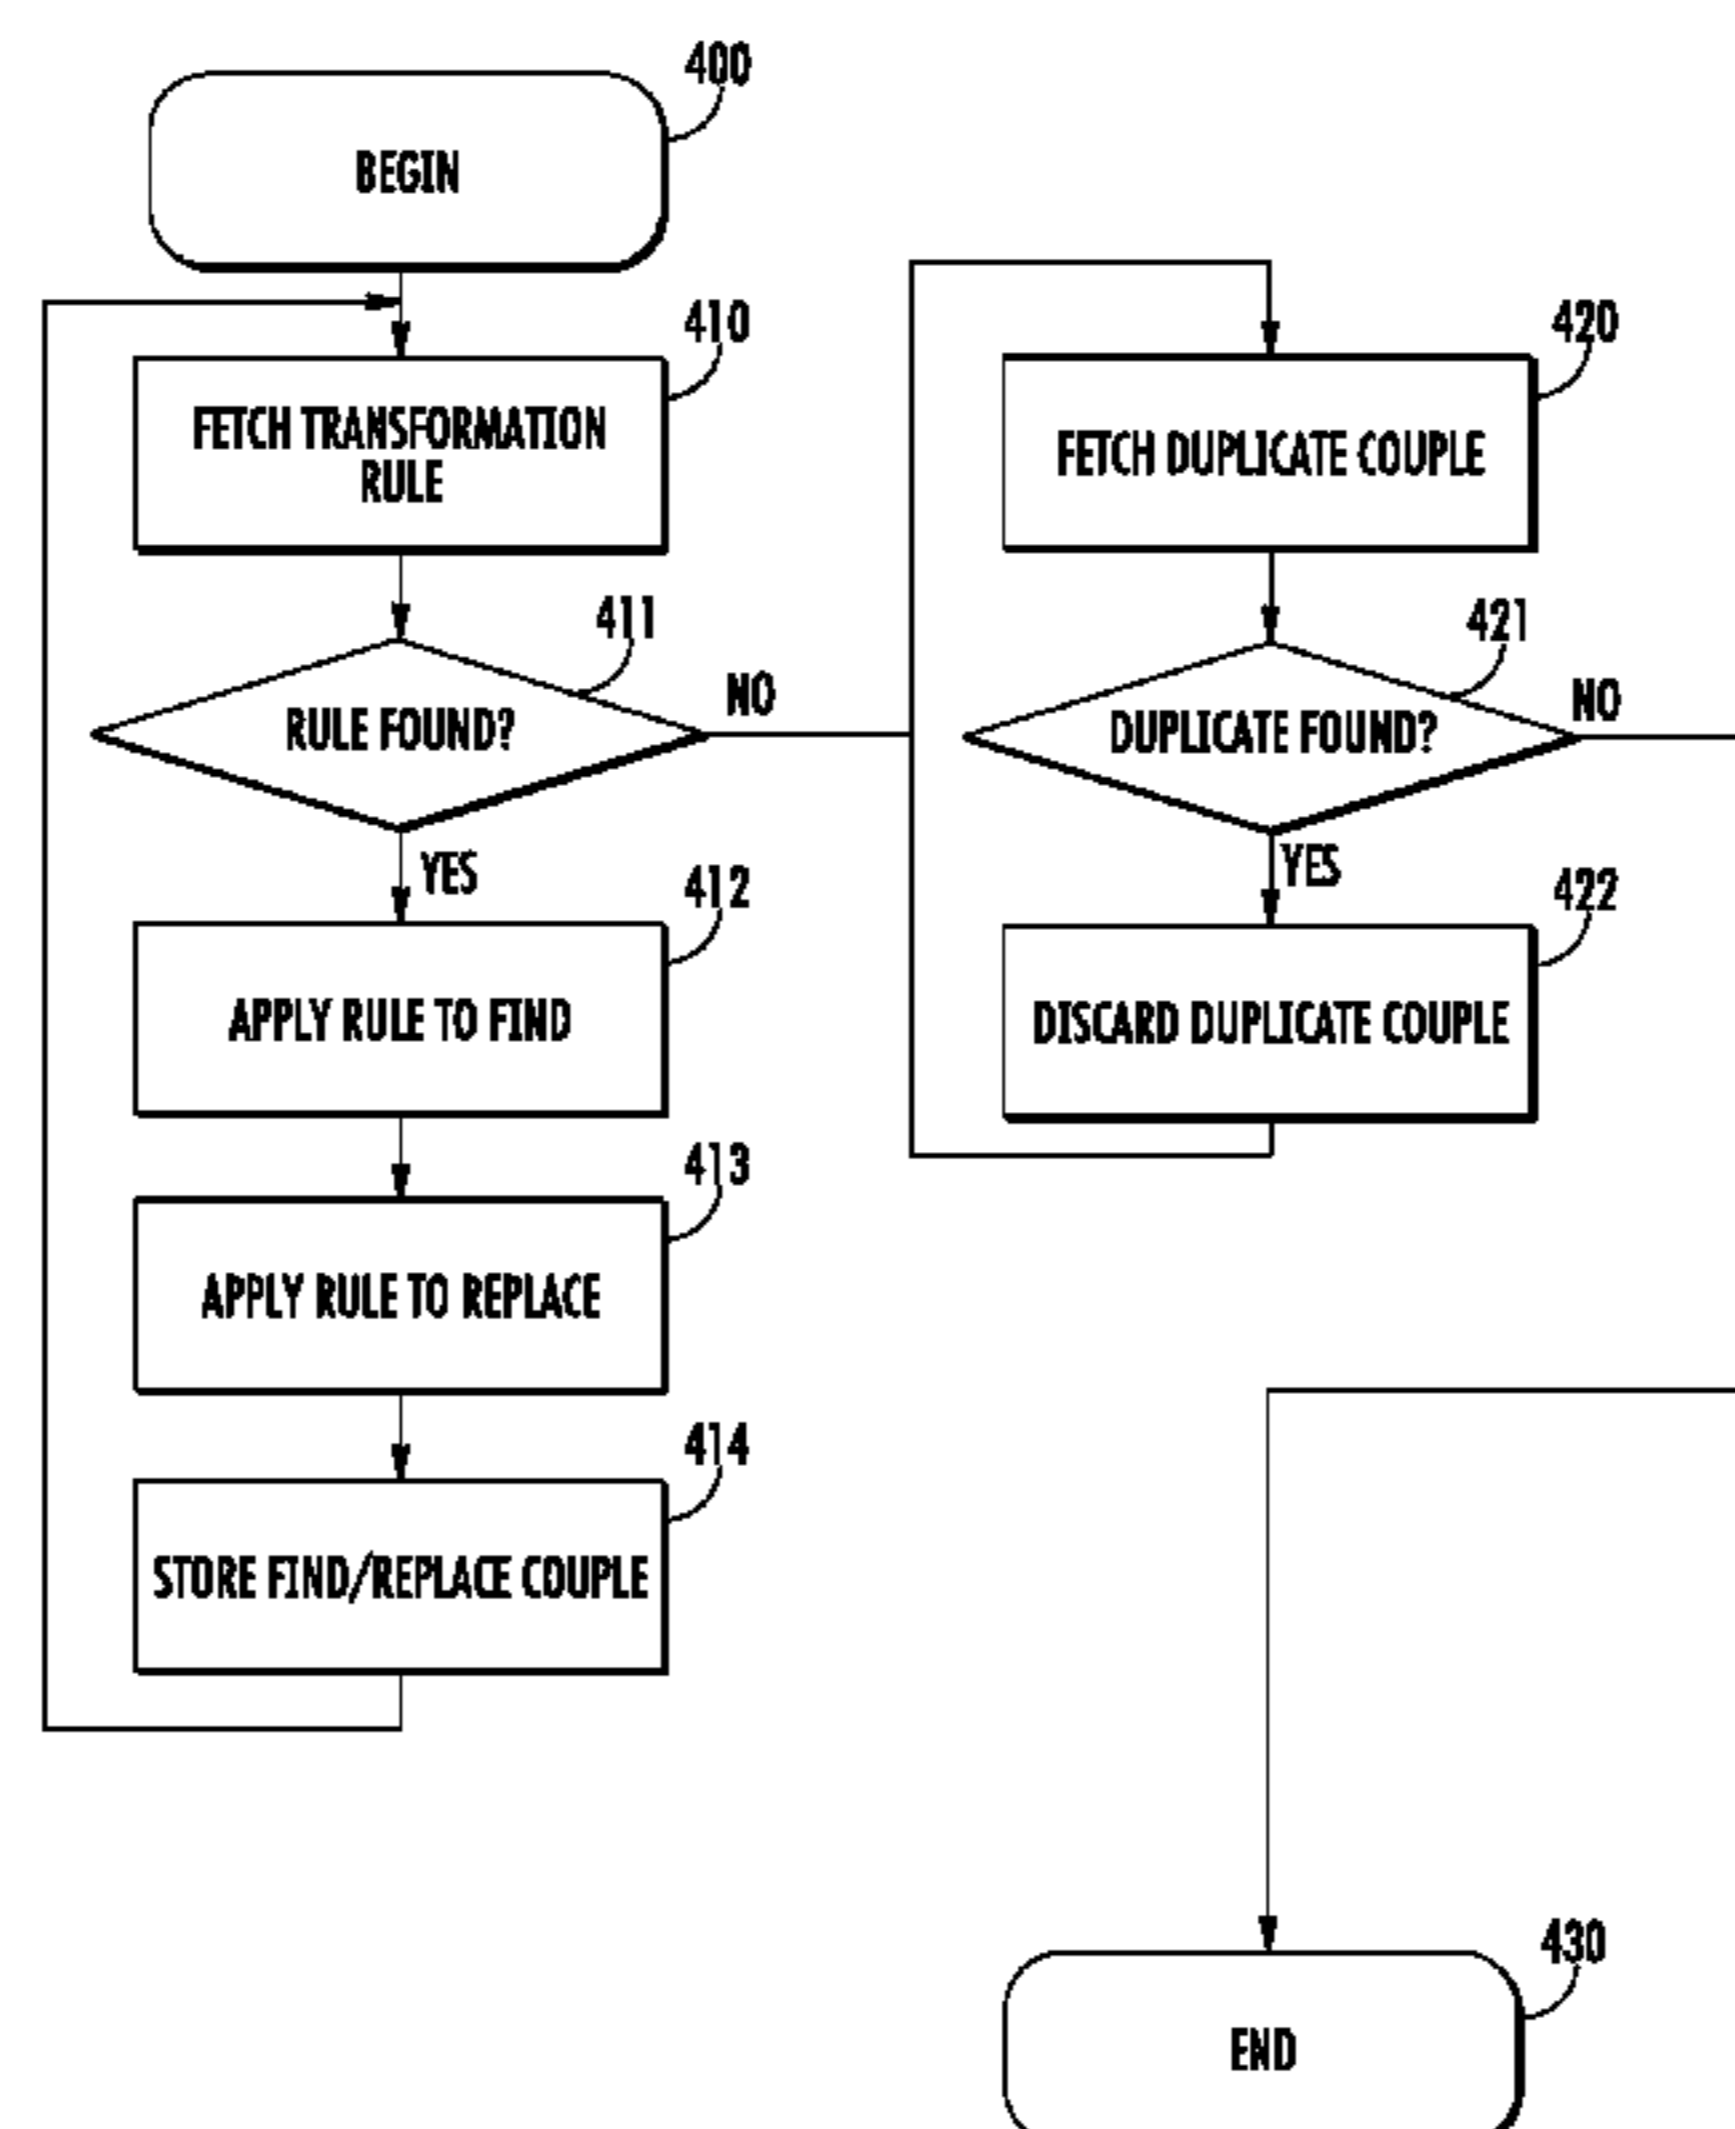 400
BEGIN
410
FETCH TRANSFORMATION
RULE
411
RULE FOUND?
NO
YES
412
APPLY RULE TO FIND
413
APPLY RULE TO REPLACE
414
STORE FIND/REPLACE COUPLE
420
FETCH DUPLICATE COUPLE
421
DUPLICATE FOUND?
NO
YES
422
DISCARD DUPLICATE COUPLE
430
END